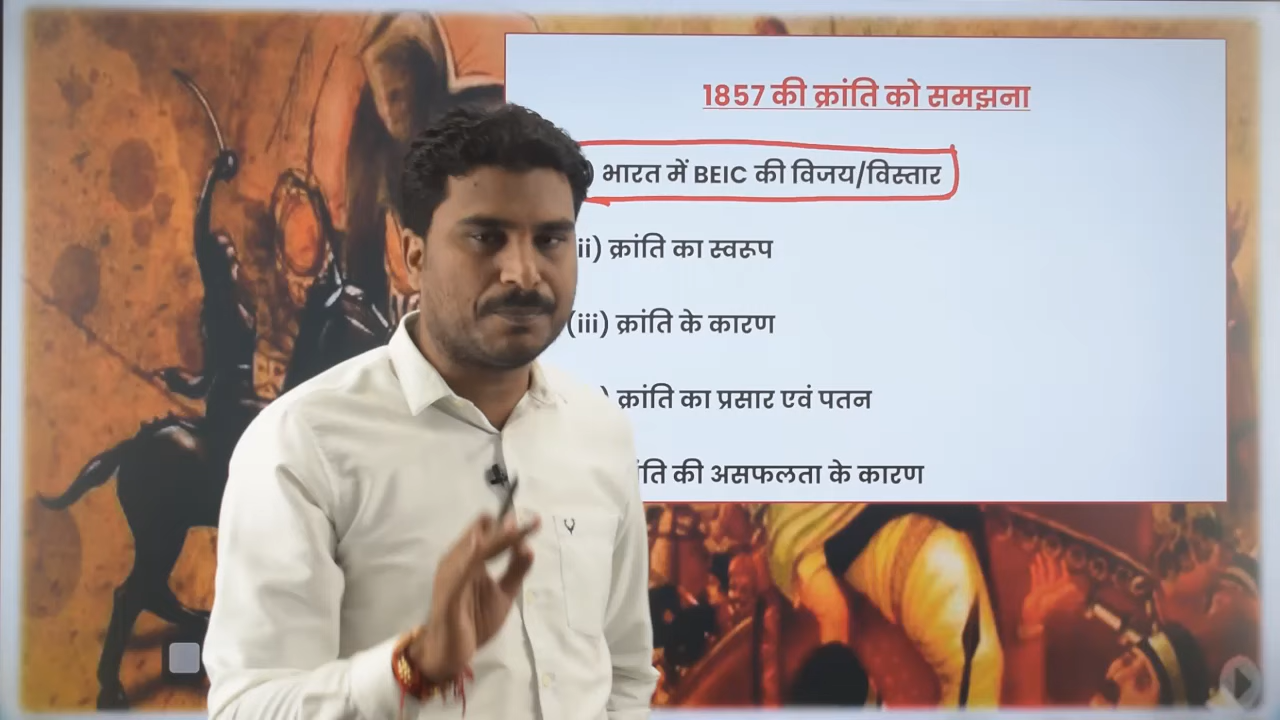 1857 की क्रांति को समझना
) भारत में BEIC की विजय/विस्तार
ii) क्रांति का स्वरूप
(iii) क्रांति के कारण
) क्रांति का प्रसार एवं पतन
की असफलता के कारण